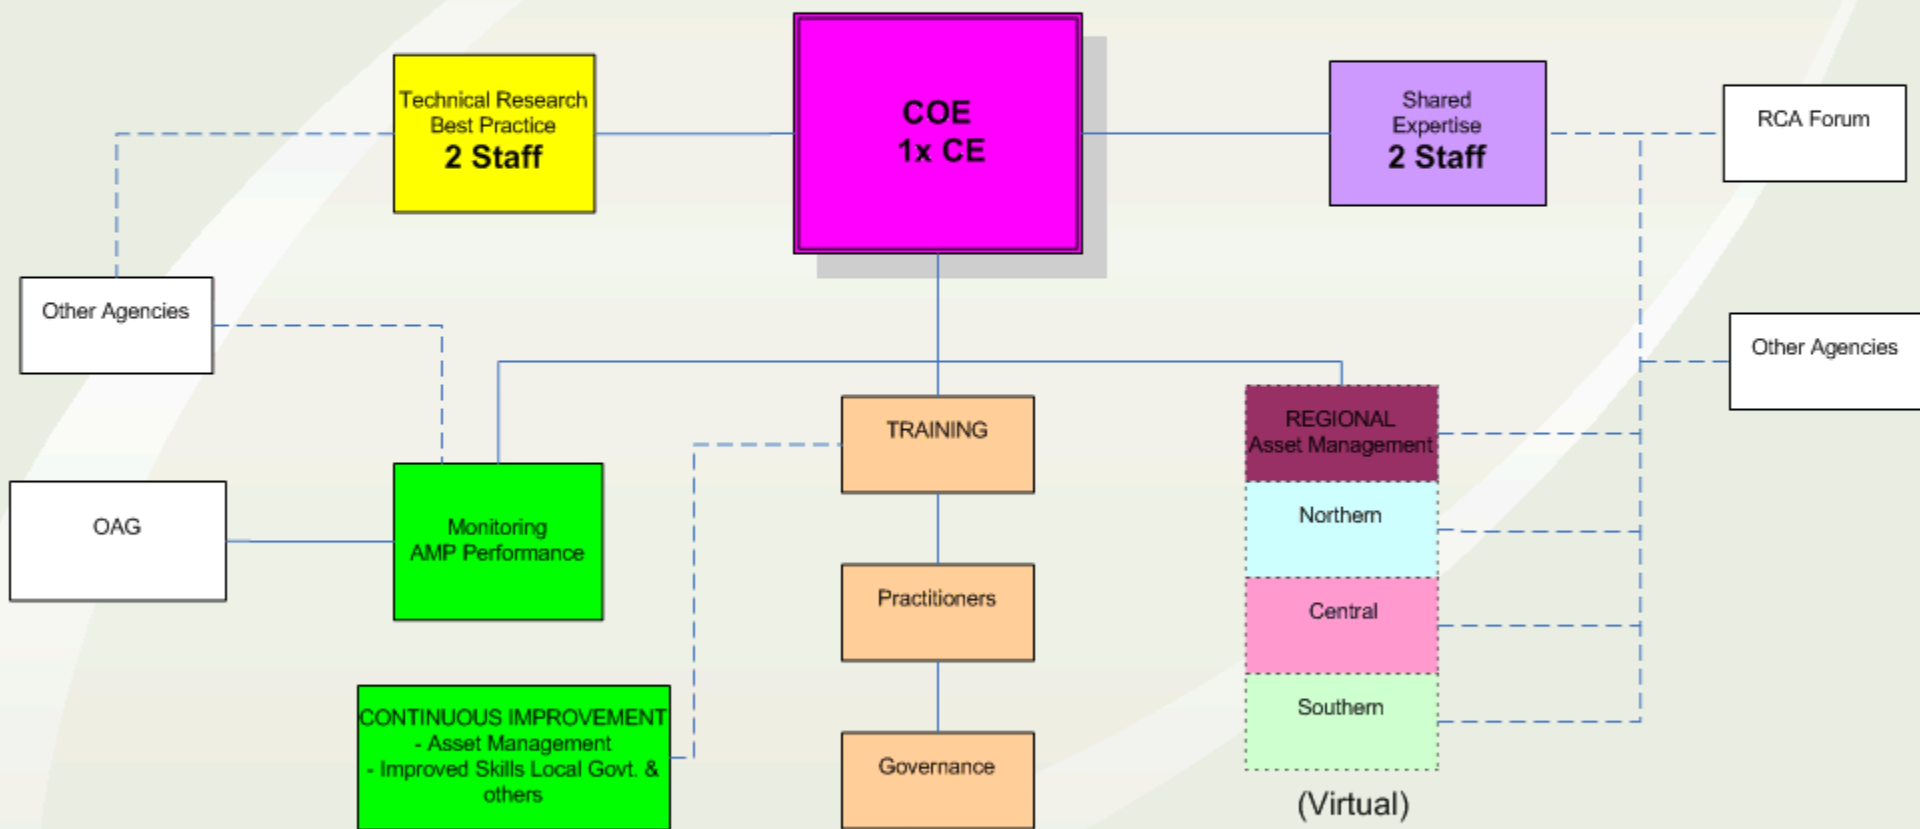 COE
1x CE
Technical Research
Best Practice
2 Staff
Shared
Expertise
2 Staff
RCA Forum
Other Agencies
Other Agencies
OAG
Monitoring
AMP Performance
TRAINING
Practitioners
Governance
REGIONAL
Asset Management
Northern
Central
Southern
(Virtual)
CONTINUOUS IMPROVEMENT
- Asset Management
- Improved Skills Local Govt. &
others